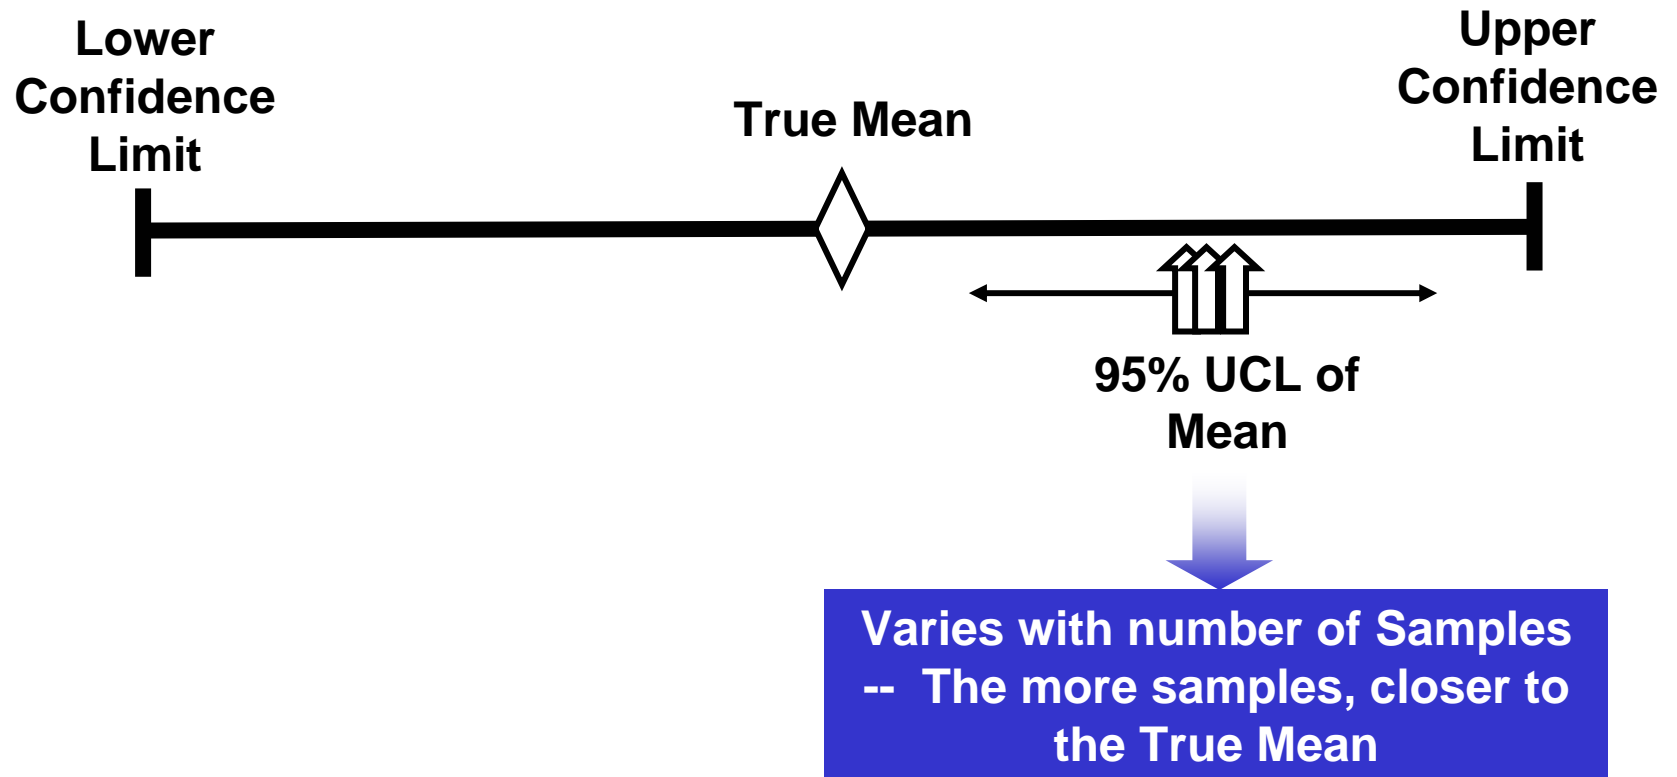 Lower
Confidence
Limit
True Mean
Upper
Confidence
Limit
95% UCL of
Mean
Varies with number of Samples
-- The more samples, closer to
the True Mean